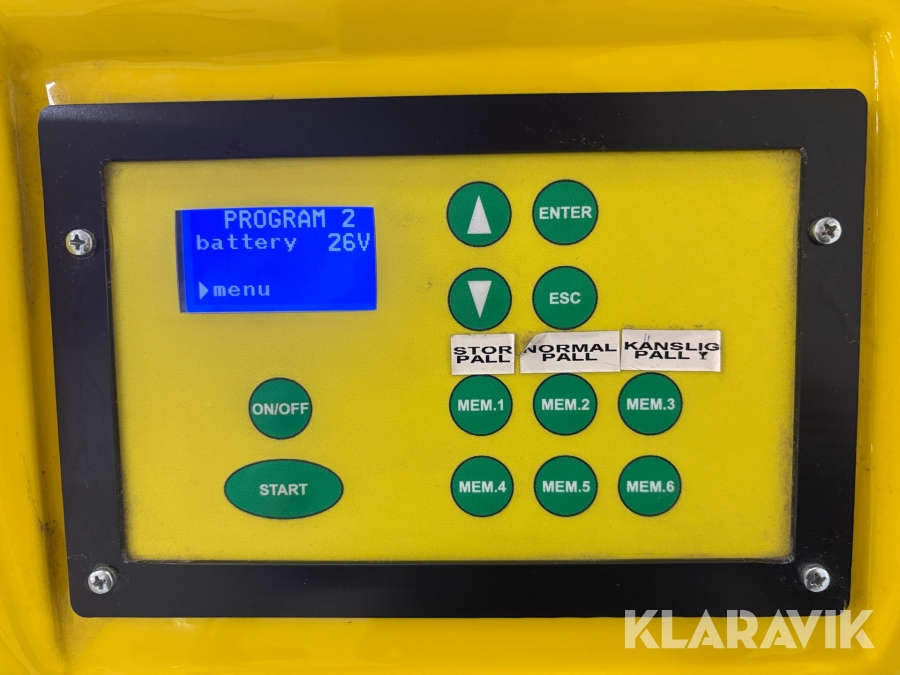 PROGRAM 2
battery 26V
menu
ENTER
ESC
STOR
PALL
NORMAL
PALL
KÄNSLIG
PALL
ON/OFF
MEM.1
MEM.2
MEM.3
START
MEM.4
MEM.5
MEM.6
KLARAVIK